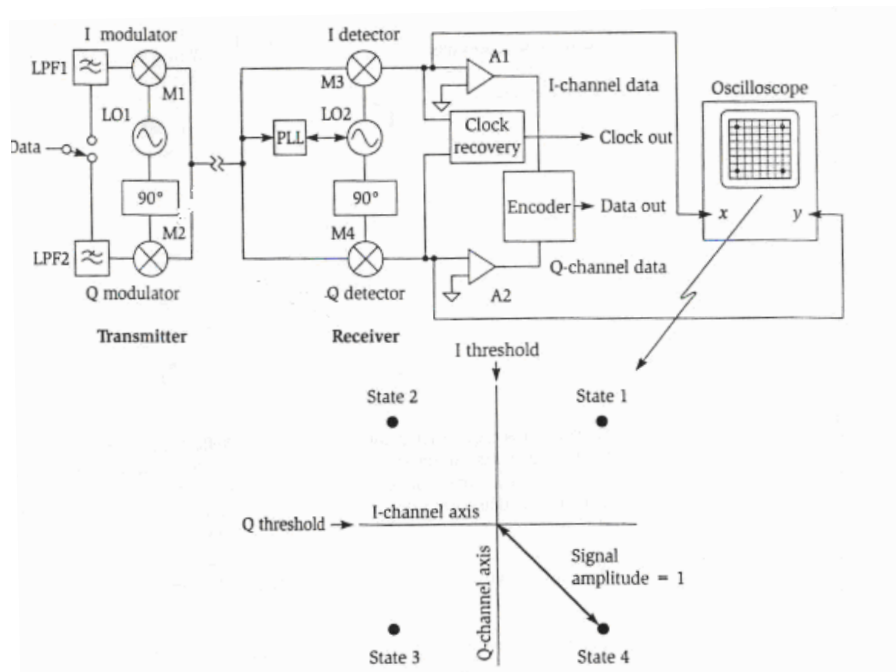 I modulator
I detector
LPF1
M1
LO1
Data
90°
M2
LPF2
Q modulator
Transmitter
M3
LO2
PLL
90°
M4
Q detector
Receiver
A1
I-channel data
Clock recovery
Clock out
Encoder
Data out
Q-channel data
A2
Oscilloscope
x
y
I threshold
State 2
State 1
Q threshold
I-channel axis
Q-channel axis
Signal
amplitude = 1
State 3
State 4